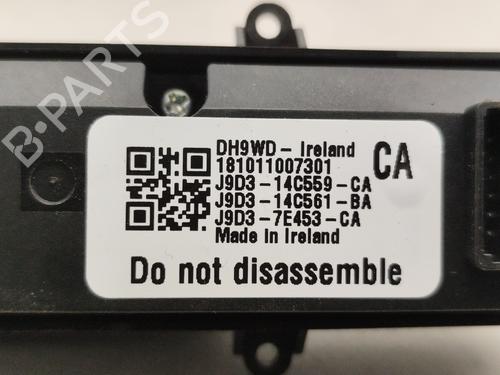 DH9WD - Ireland
181011007301
CA
J9D3-14C559-CA
J9D3-14C561-BA
J9D3-7E453-CA
Made in Ireland
Do not disassemble
B-PARTS